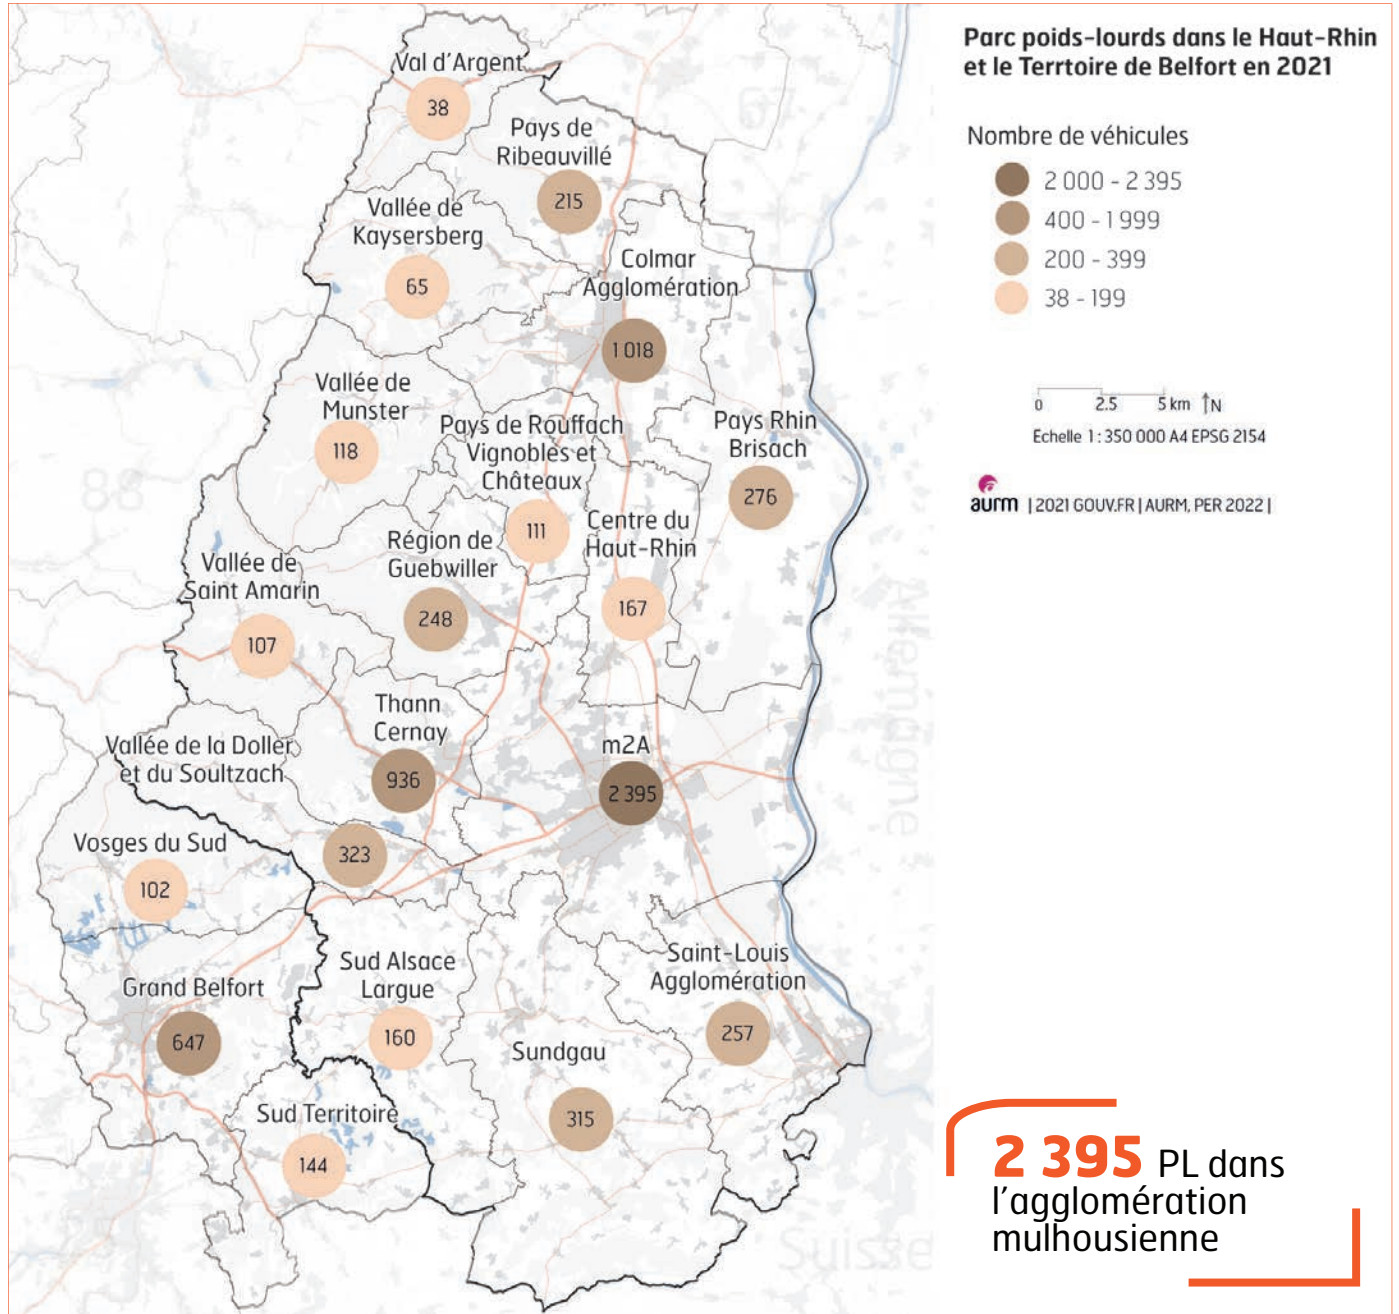 Parc poids-lourds dans le Haut-Rhin
et le Terrtoire de Belfort en 2021
Nombre de véhicules
2 000 - 2 395
400 - 1 999
200 - 399
38 - 199
0 2.5 5 km N
Echelle 1 : 350 000 A4 EPSG 2154
aurm | 2021 GOUV.FR | AURM, PER 2022 |
67
88
Allemagne
Suisse
Val d'Argent
38
Pays de
Ribeauvillé
215
Vallée de
Kaysersberg
65
Colmar
Agglomération
1 018
Vallée de
Munster
118
Pays de Rouffach
Vignobles et
Châteaux
111
Pays Rhin
Brisach
276
Centre du
Haut-Rhin
167
Région de
Guebwiller
248
Vallée de
Saint Amarin
107
Thann
Cernay
936
m2A
2 395
Vallée de la Doller
et du Soultzach
323
Vosges du Sud
102
Grand Belfort
647
Sud Alsace
Largue
160
Saint-Louis
Agglomération
257
Sundgau
315
Sud Territoire
144
2 395 PL dans
l'agglomération
mulhousienne